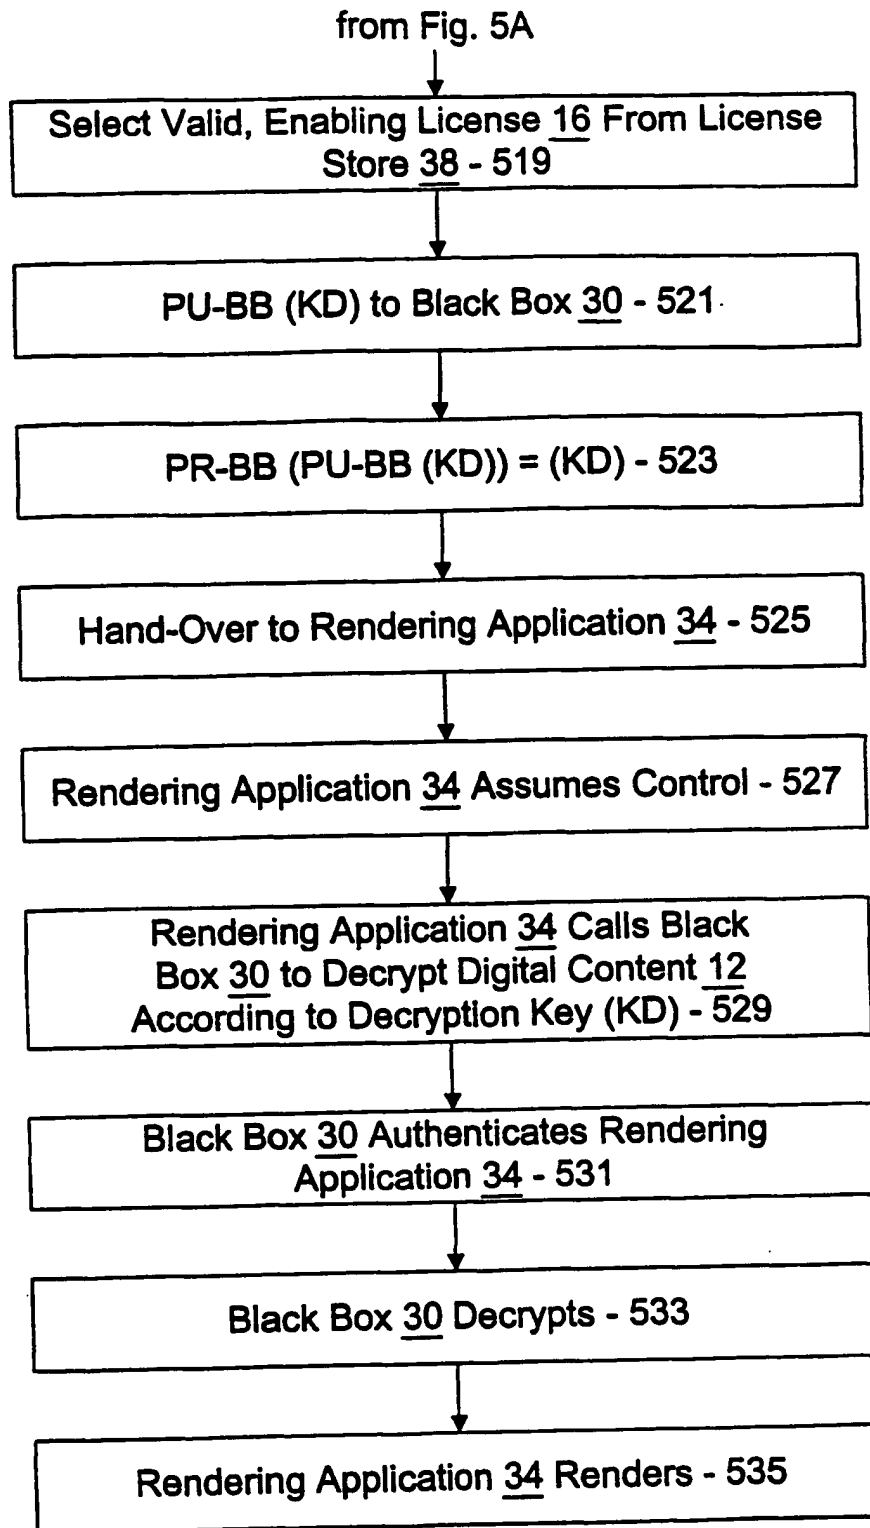 from Fig. 5A
Select Valid, Enabling License 16 From License
Store 38 - 519
PU-BB (KD) to Black Box 30 - 521
PR-BB (PU-BB (KD)) = (KD) - 523
Hand-Over to Rendering Application 34 - 525
Rendering Application 34 Assumes Control - 527
Rendering Application 34 Calls Black
Box 30 to Decrypt Digital Content 12
According to Decryption Key (KD) - 529
Black Box 30 Authenticates Rendering
Application 34 - 531
Black Box 30 Decrypts - 533
Rendering Application 34 Renders - 535